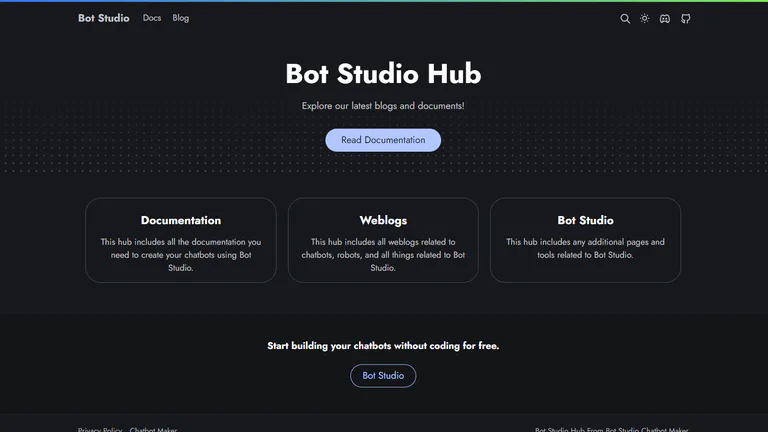 Bot Studio Docs Blog
Bot Studio Hub
Explore our latest blogs and documents!
Read Documentation
Documentation
This hub includes all the documentation you
need to create your chatbots using Bot
Studio.
Weblogs
This hub includes all weblogs related to
chatbots, robots, and all things related to Bot
Studio.
Bot Studio
This hub includes any additional pages and
tools related to Bot Studio.
Start building your chatbots without coding for free.
Bot Studio
Privacy Policy Chatbot Maker
Bot Studio Hub From Bot Studio Chatbot Maker